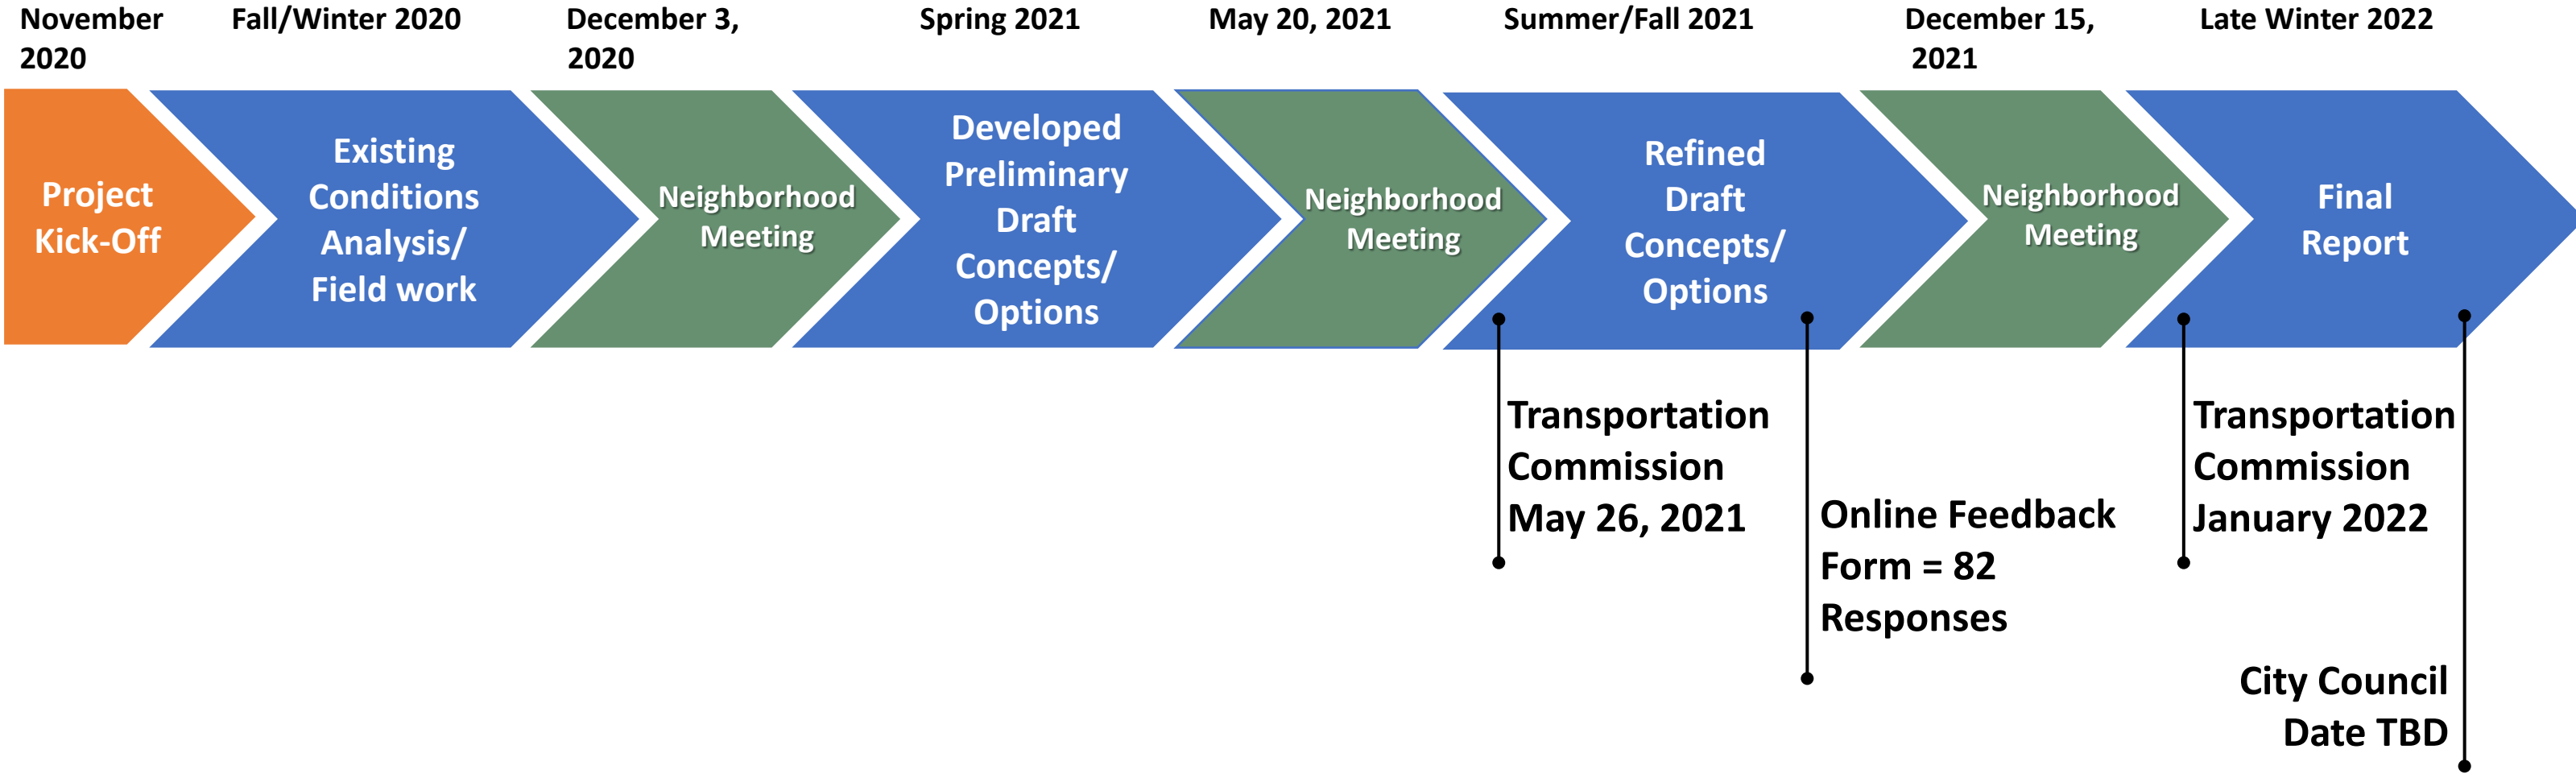 November
2020
Fall/Winter 2020
December 3,
2020
Spring 2021
May 20, 2021
Summer/Fall 2021
December 15,
2021
Late Winter 2022
Project
Kick-Off
Existing
Conditions
Analysis/
Field work
Neighborhood
Meeting
Developed
Preliminary
Draft
Concepts/
Options
Neighborhood
Meeting
Refined
Draft
Concepts/
Options
Neighborhood
Meeting
Final
Report
Transportation
Commission
May 26, 2021
Online Feedback
Form = 82
Responses
Transportation
Commission
January 2022
City Council
Date TBD